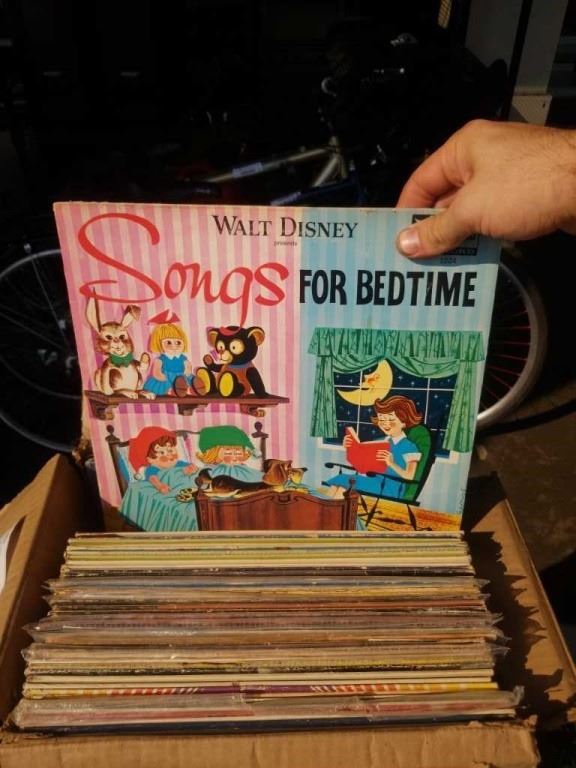 WALT DISNEY
presents
Songs FOR BEDTIME